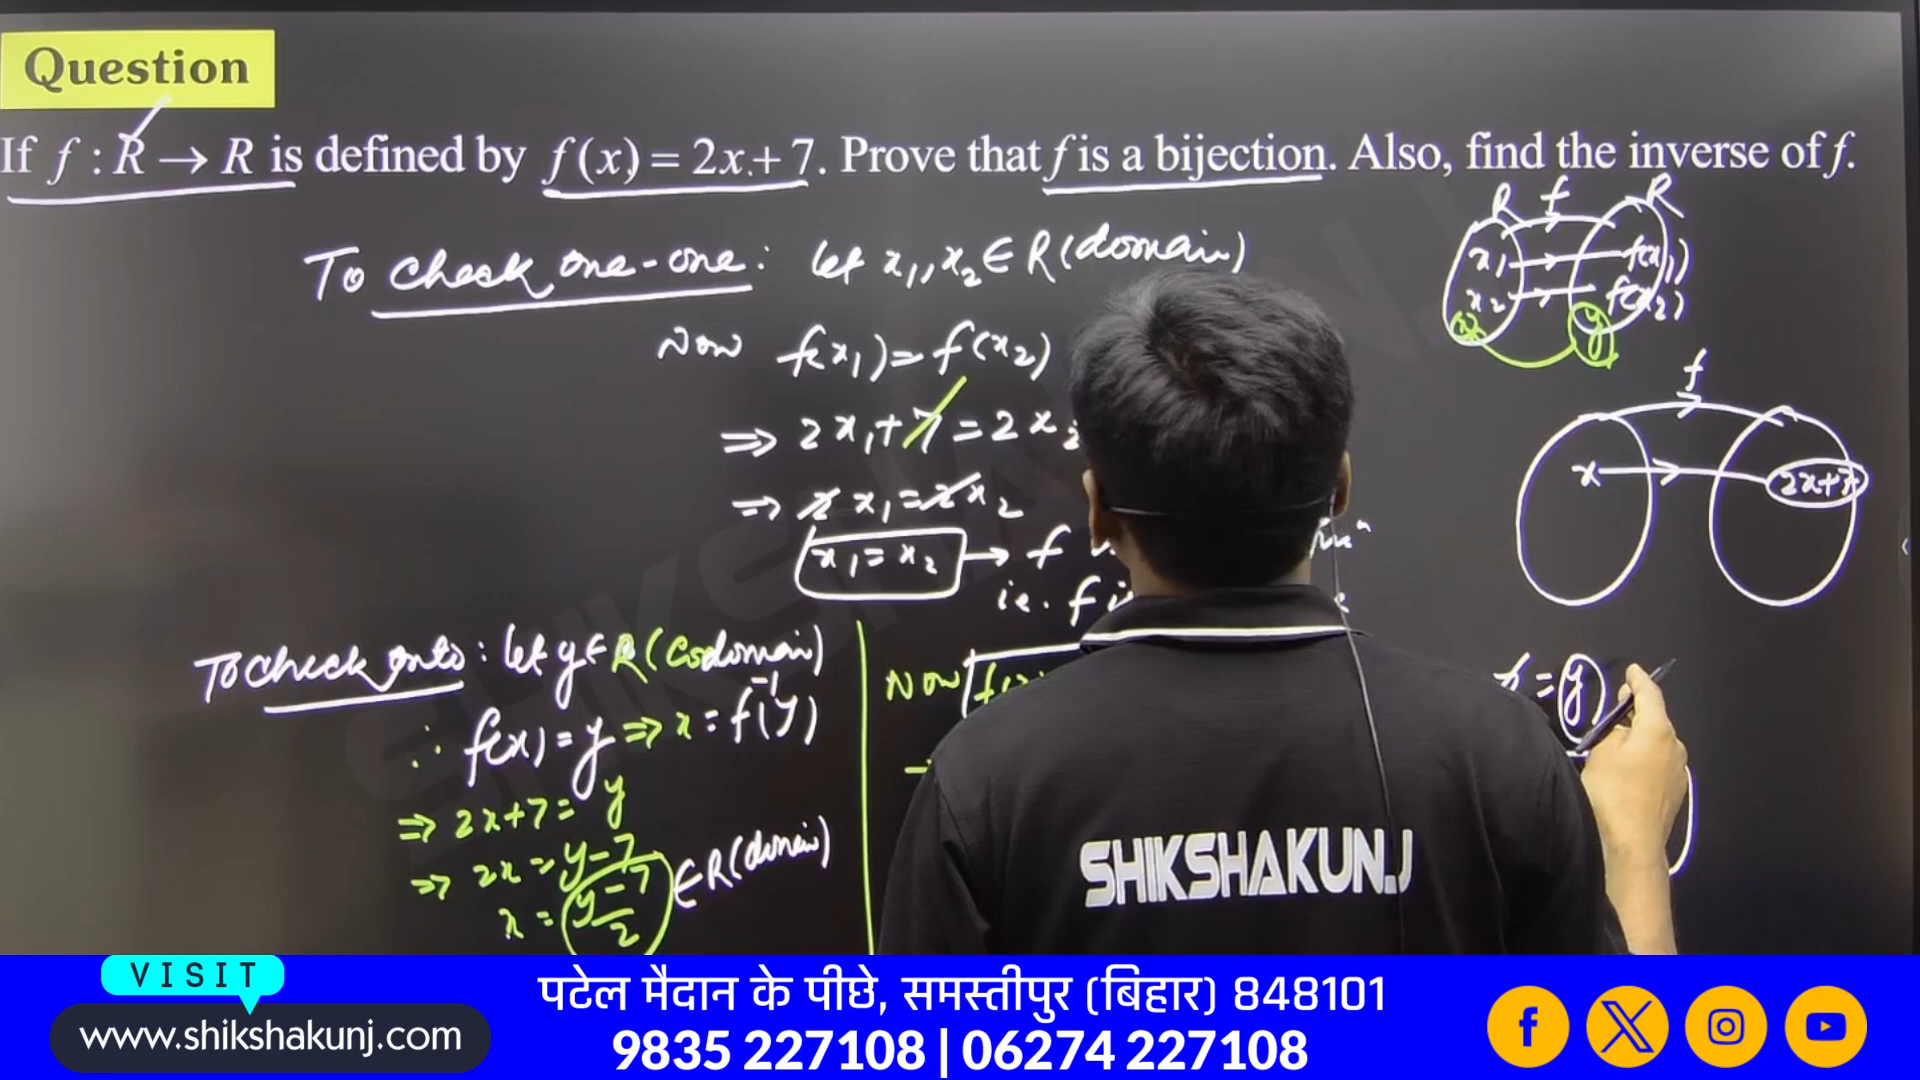 Question
If f : R → R is defined by f(x) = 2x + 7. Prove that f is a bijection. Also, find the inverse of f.
R f R
To check one-one: let x₁, x₂ ∈ R (domain)
x₁ f(x₁)
x₂ f(x₂)
x y
Now f(x₁) = f(x₂)
f
⇒ 2x₁ + 7 = 2x₂
x 2x+7
⇒ 2x₁ = 2x₂
x₁ = x₂ → f
i.e. f
To check onto: let y ∈ R (Codomain)
Now f(x
= y
∴ f(x) = y ⇒ x = f⁻¹(y)
⇒ 2x+7 = y
⇒ 2x = y-7
x = y-7/2 ∈ R (domain)
SHIKSHAKUNJ
VISIT
www.shikshakunj.com
पटेल मैदान के पीछे, समस्तीपुर (बिहार) 848101
9835 227108 | 06274 227108